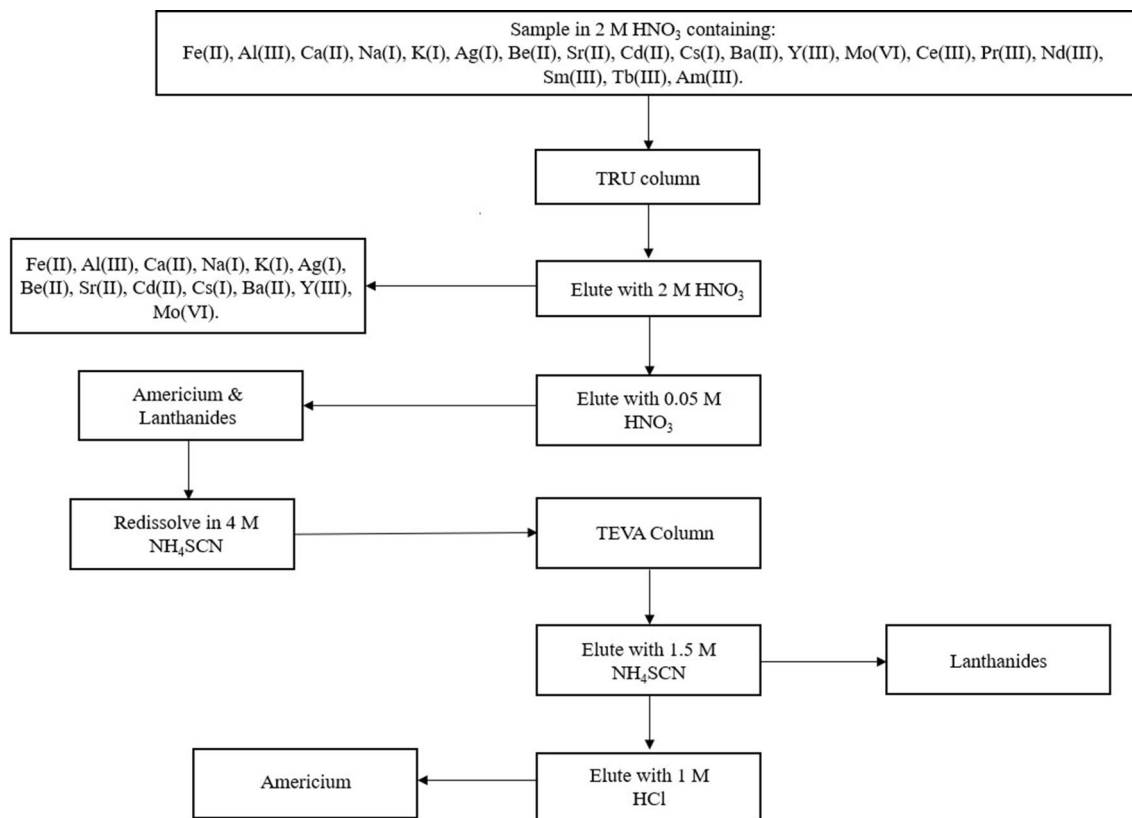 Sample in 2 M HNO₃ containing:
Fe(II), Al(III), Ca(II), Na(I), K(I), Ag(I), Be(II), Sr(II), Cd(II), Cs(I), Ba(II), Y(III), Mo(VI), Ce(III), Pr(III), Nd(III),
Sm(III), Tb(III), Am(III).
TRU column
Fe(II), Al(III), Ca(II), Na(I), K(I), Ag(I),
Be(II), Sr(II), Cd(II), Cs(I), Ba(II), Y(III),
Mo(VI).
Elute with 2 M HNO₃
Americium &
Lanthanides
Elute with 0.05 M
HNO₃
Redissolve in 4 M
NH₄SCN
TEVA Column
Elute with 1.5 M
NH₄SCN
Lanthanides
Americium
Elute with 1 M
HCl